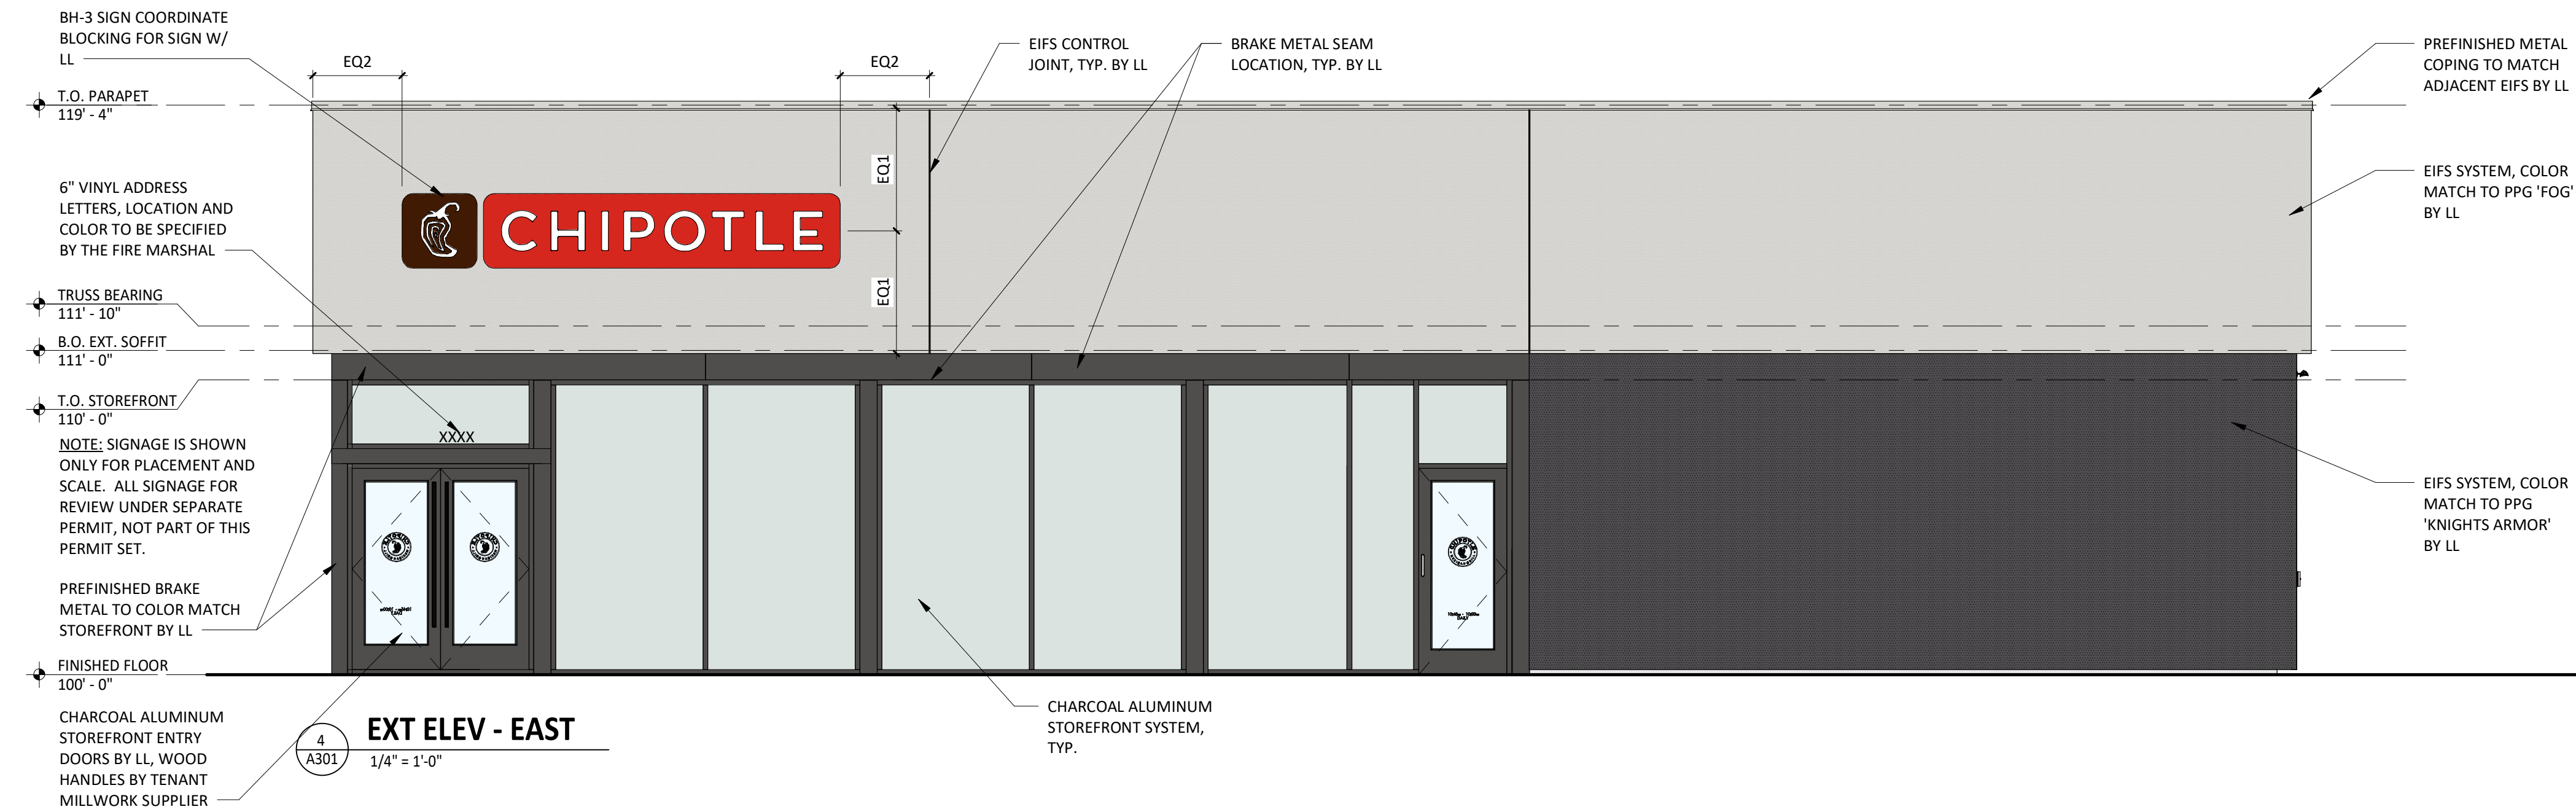 BH-3 SIGN COORDINATE
BLOCKING FOR SIGN W/
LL
EQ2
EQ2
EIFS CONTROL
JOINT, TYP. BY LL
BRAKE METAL SEAM
LOCATION, TYP. BY LL
PREFINISHED METAL
COPING TO MATCH
ADJACENT EIFS BY LL
T.O. PARAPET
119' - 4"
EQ1
6" VINYL ADDRESS
LETTERS, LOCATION AND
COLOR TO BE SPECIFIED
BY THE FIRE MARSHAL
CHIPOTLE
EIFS SYSTEM, COLOR
MATCH TO PPG 'FOG'
BY LL
EQ1
TRUSS BEARING
111' - 10"
B.O. EXT. SOFFIT
111' - 0"
T.O. STOREFRONT
110' - 0"
XXXX
NOTE: SIGNAGE IS SHOWN
ONLY FOR PLACEMENT AND
SCALE. ALL SIGNAGE FOR
REVIEW UNDER SEPARATE
PERMIT, NOT PART OF THIS
PERMIT SET.
EIFS SYSTEM, COLOR
MATCH TO PPG
'KNIGHTS ARMOR'
BY LL
CHIPOTLE
DAILY
PREFINISHED BRAKE
METAL TO COLOR MATCH
STOREFRONT BY LL
FINISHED FLOOR
100' - 0"
CHARCOAL ALUMINUM
STOREFRONT ENTRY
DOORS BY LL, WOOD
HANDLES BY TENANT
MILLWORK SUPPLIER
4
A301
EXT ELEV - EAST
1/4" = 1'-0"
CHARCOAL ALUMINUM
STOREFRONT SYSTEM,
TYP.